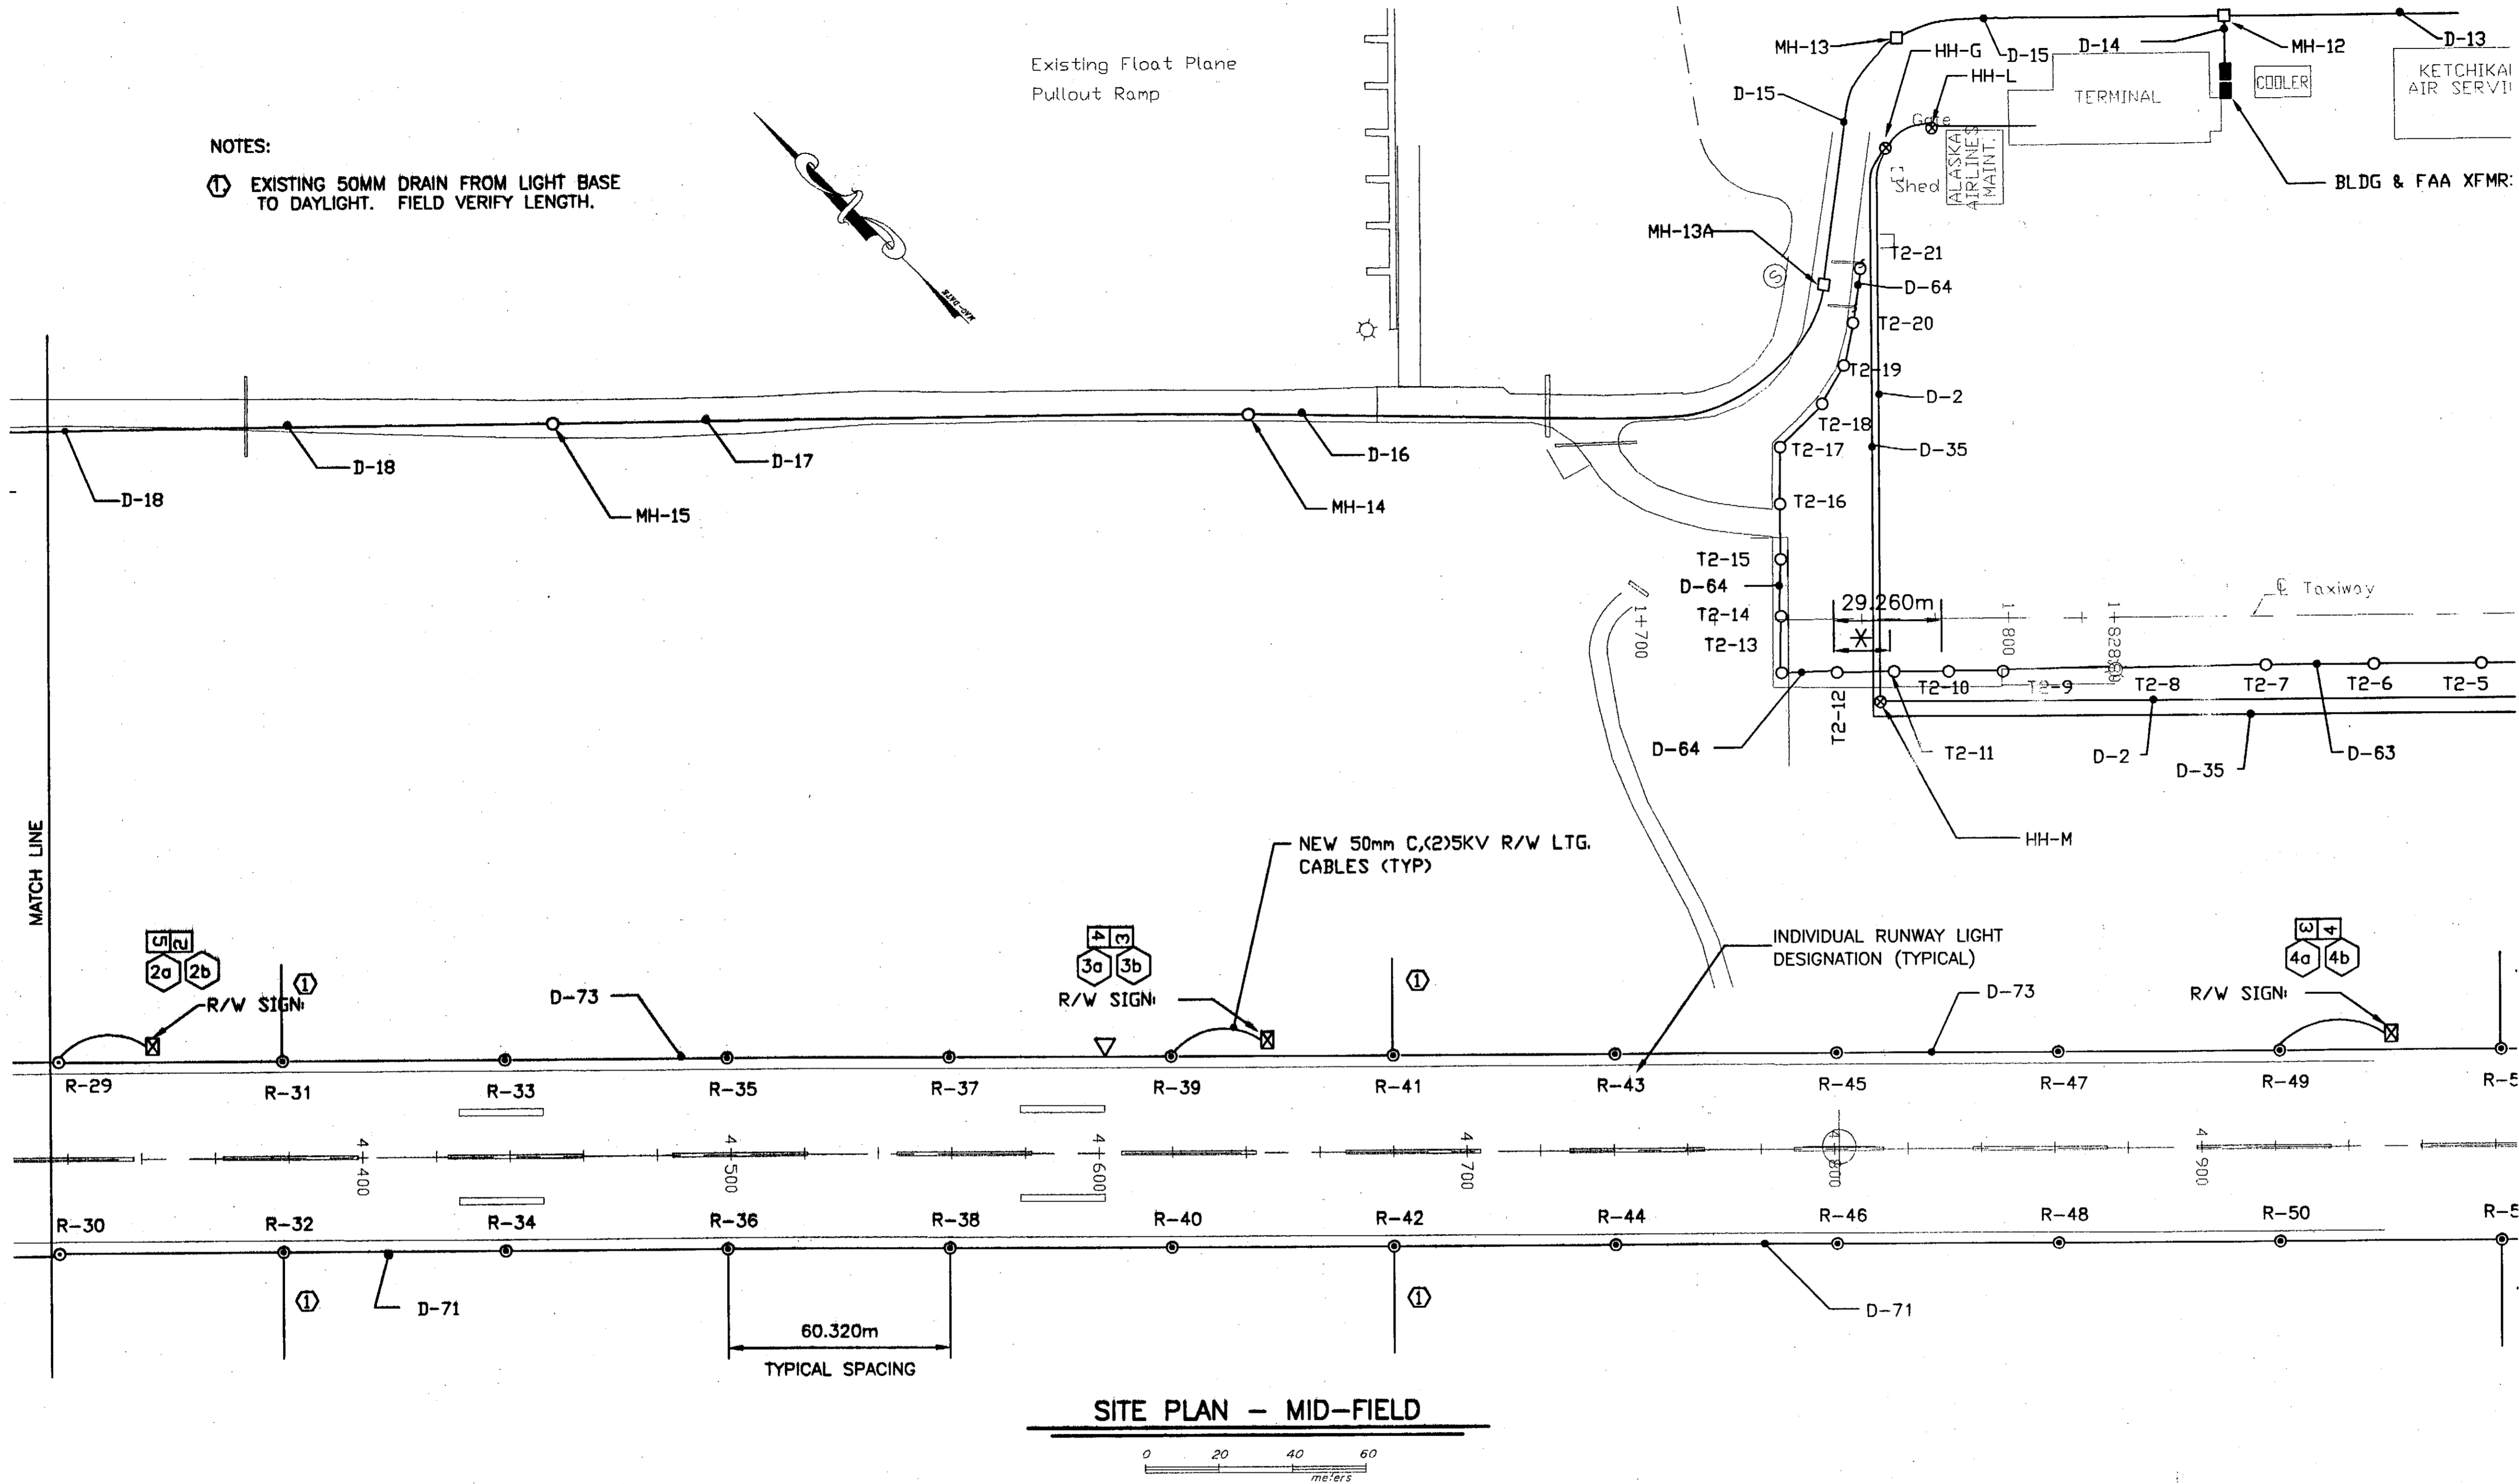 Existing Float Plane
Pullout Ramp
NOTES:
1 EXISTING 50MM DRAIN FROM LIGHT BASE
TO DAYLIGHT. FIELD VERIFY LENGTH.
MH-13
HH-G
D-15
HH-L
D-14
MH-12
D-13
D-15
TERMINAL
COOLER
KETCHIKAI
AIR SERVI
Gate
Shed
ALASKA
AIRLINES
MAINT.
BLDG & FAA XFMR:
MH-13A
S
T2-21
D-64
T2-20
T2-19
D-2
T2-18
T2-17
D-35
T2-16
D-18
D-18
MH-15
D-17
MH-14
D-16
T2-15
D-64
T2-14
T2-13
1+700
29.260m
1
800
℄ Taxiway
T2-12
T2-10
T2-9
T2-8
T2-7
T2-6
T2-5
D-64
T2-11
D-2
D-35
D-63
HH-M
MATCH LINE
NEW 50mm C,(2)5KV R/W LTG.
CABLES (TYP)
INDIVIDUAL RUNWAY LIGHT
DESIGNATION (TYPICAL)
5 2
2a 2b
R/W SIGN
1
D-73
4 3
3a 3b
R/W SIGN
1
D-73
3 4
4a 4b
R/W SIGN
R-29
R-31
R-33
R-35
R-37
R-39
R-41
R-43
R-45
R-47
R-49
R-5
4
400
4
500
4
600
4
700
4
800
4
900
R-30
R-32
R-34
R-36
R-38
R-40
R-42
R-44
R-46
R-48
R-50
R-5
1
D-71
1
D-71
60.320m
TYPICAL SPACING
SITE PLAN - MID-FIELD
0 20 40 60
meters